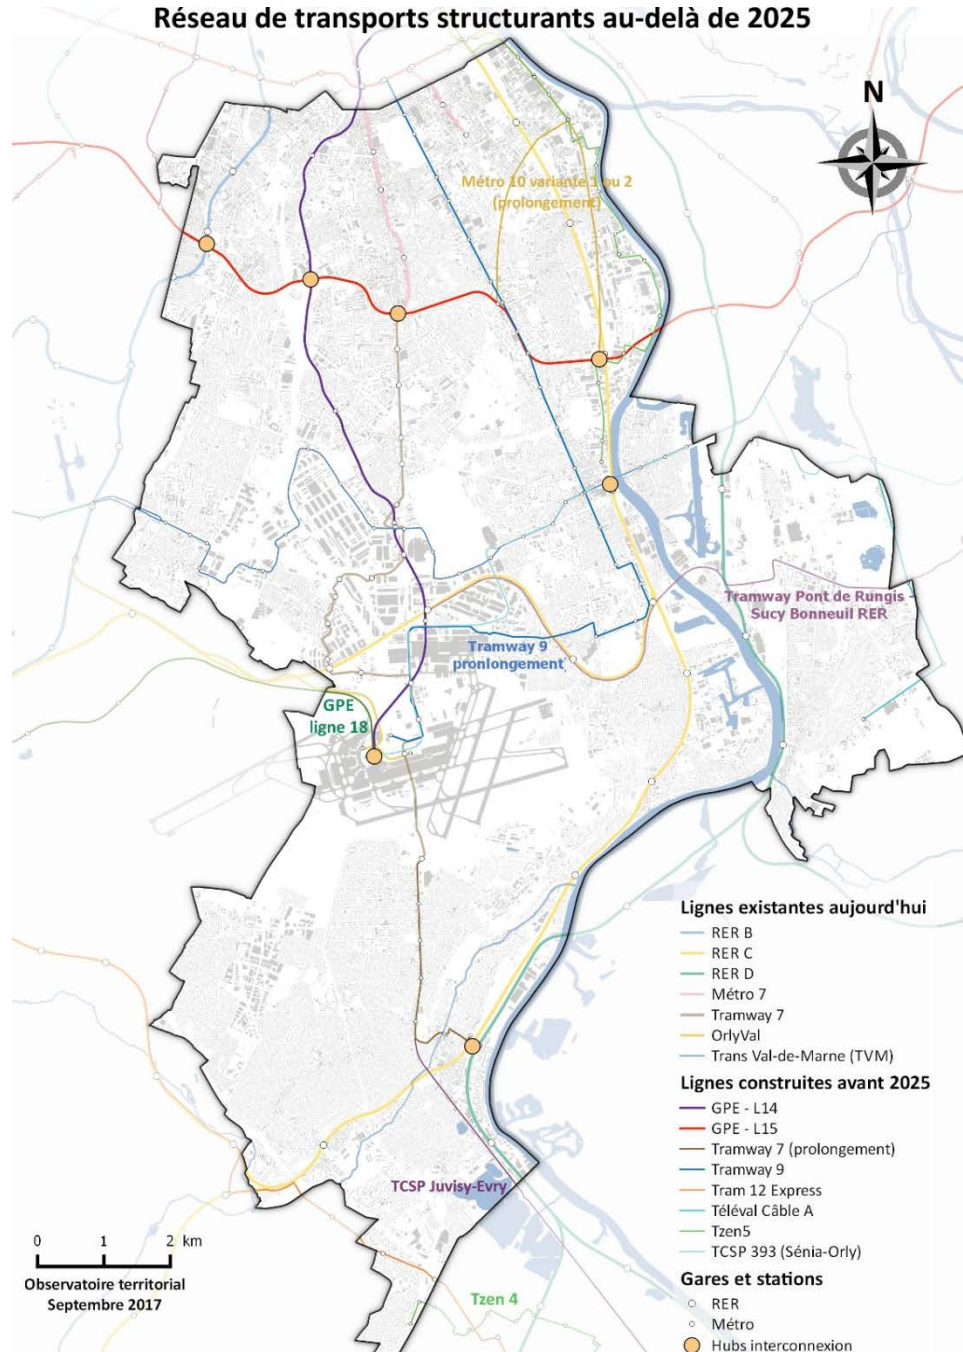 Réseau de transports structurants au-delà de 2025
N
Métro 10 variante 1 ou 2
(prolongement)
Tramway Pont de Rungis
Sucy Bonneuil RER
Tramway 9
pronlongement
GPE
ligne 18
TCSP Juvisy-Evry
Tzen 4
0 1 2 km
Observatoire territorial
Septembre 2017
Lignes existantes aujourd'hui
RER B
RER C
RER D
Métro 7
Tramway 7
OrlyVal
Trans Val-de-Marne (TVM)
Lignes construites avant 2025
GPE - L14
GPE - L15
Tramway 7 (prolongement)
Tramway 9
Tram 12 Express
Téléval Câble A
Tzen5
TCSP 393 (Sénia-Orly)
Gares et stations
RER
Métro
Hubs interconnexion